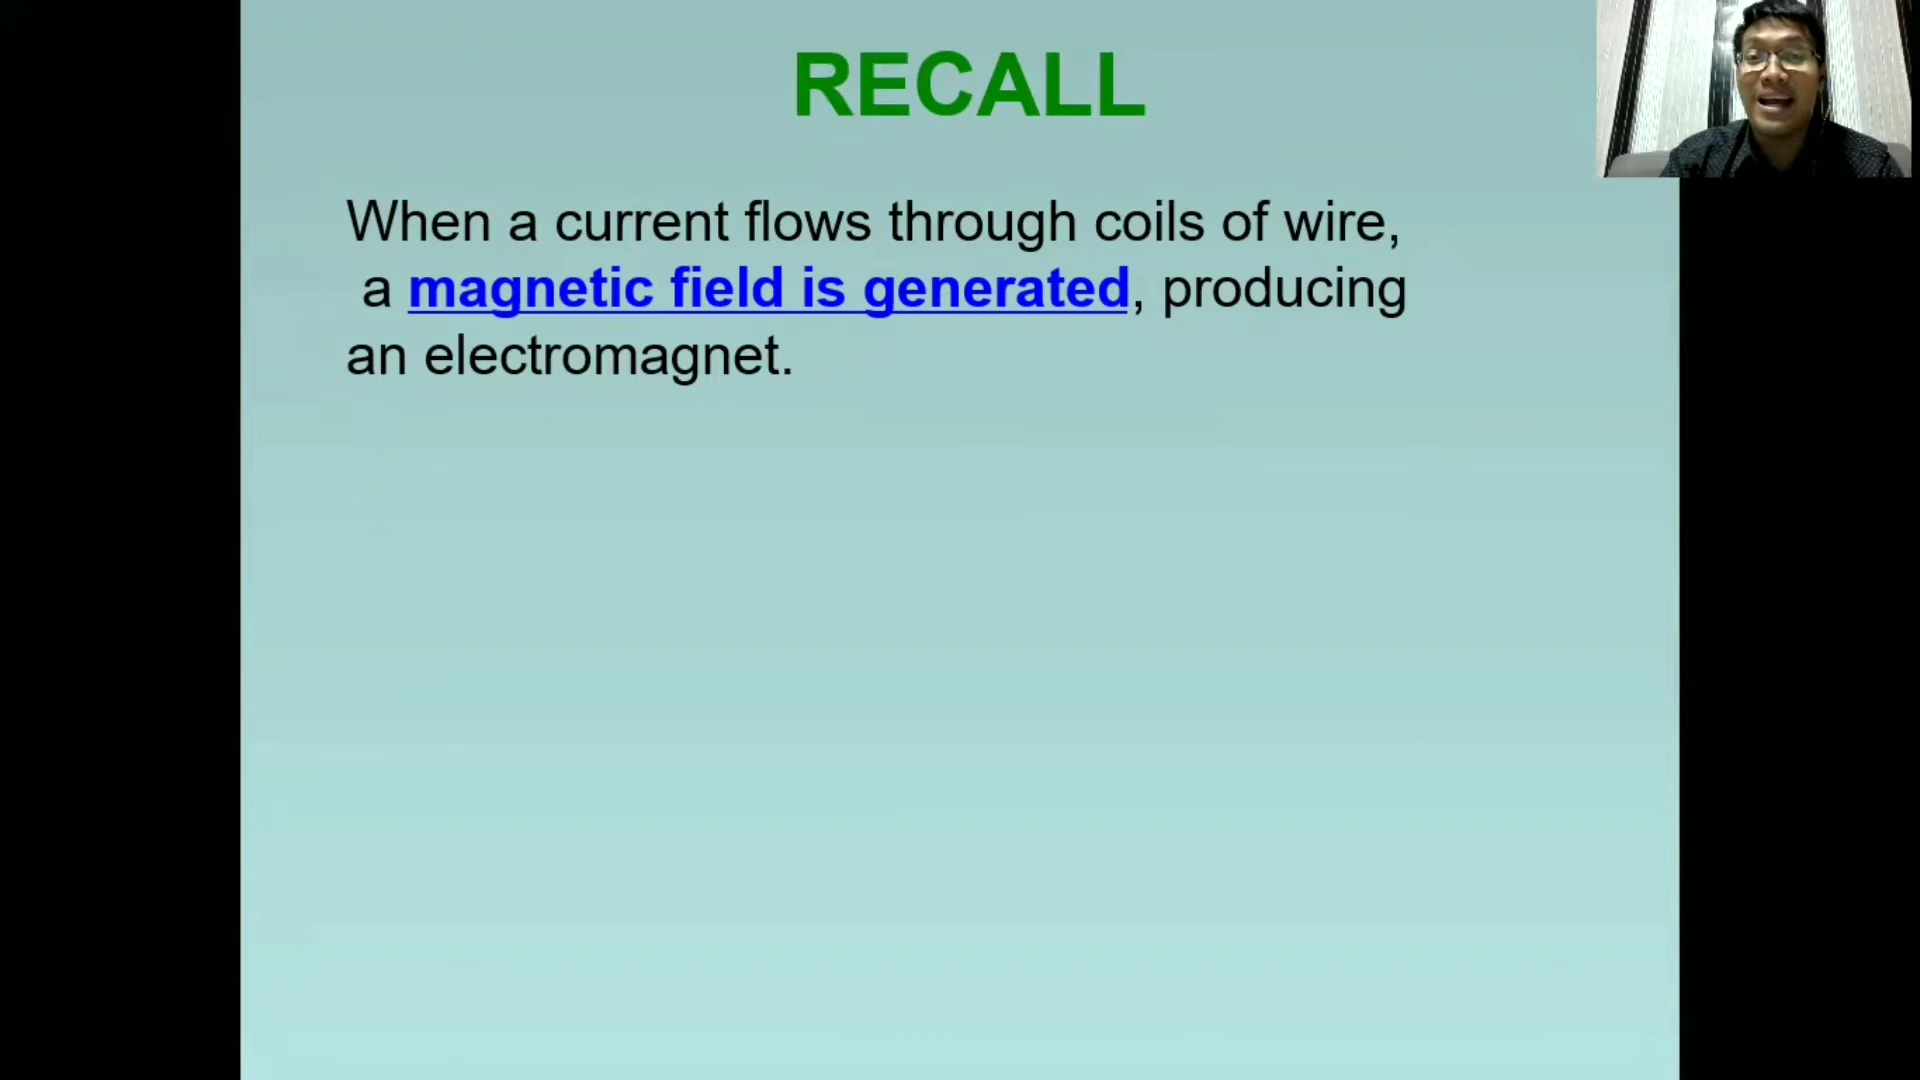 RECALL
When a current flows through coils of wire,
a magnetic field is generated, producing
an electromagnet.